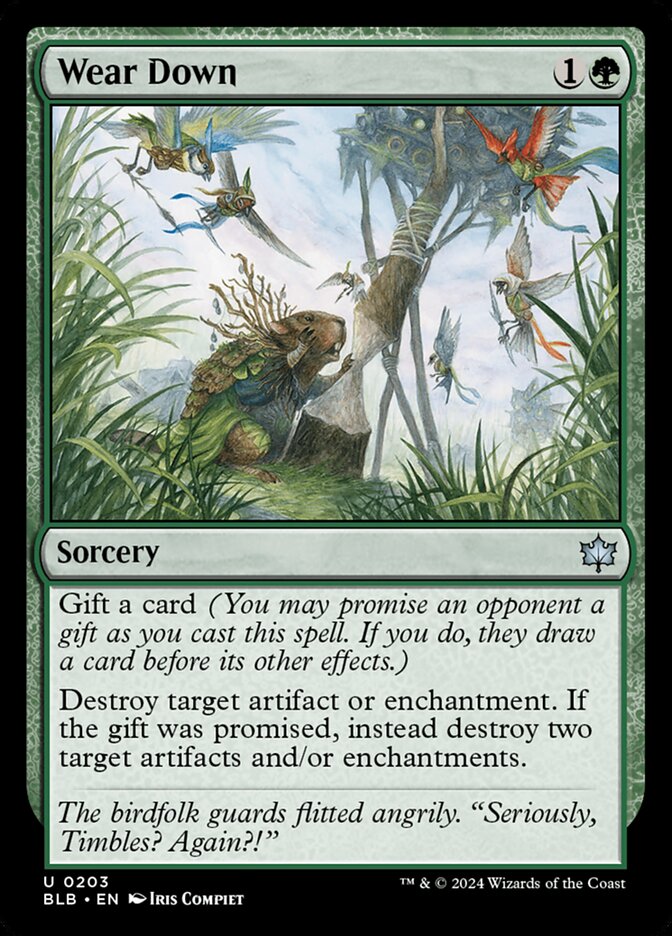 Wear Down 1
Sorcery
Gift a card (You may promise an opponent a
gift as you cast this spell. If you do, they draw
a card before its other effects.)
Destroy target artifact or enchantment. If
the gift was promised, instead destroy two
target artifacts and/or enchantments.
The birdfolk guards flitted angrily. “Seriously,
Timbles? Again?!”
U 0203
BLB • EN Iris Compiet
™ & © 2024 Wizards of the Coast